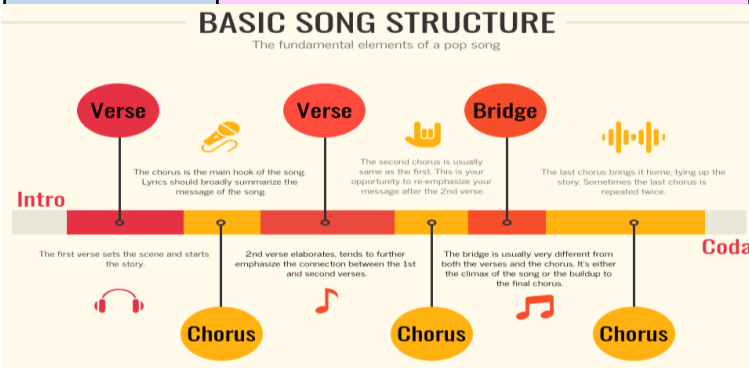 BASIC SONG STRUCTURE
The fundamental elements of a pop song
Verse
Verse
Bridge
The chorus is the main hook of the song.
Lyrics should broadly summarize the
message of the song.
The second chorus is usually
same as the first. This is your
opportunity to re-emphasize your
message after the 2nd verse.
The last chorus brings it home, tying up the
story. Sometimes the last chorus is
repeated twice.
Intro
Coda
The first verse sets the scene and starts
the story.
2nd verse elaborates, tends to further
emphasize the connection between the 1st
and second verses.
The bridge is usually very different from
both the verses and the chorus. It's either
the climax of the song or the buildup to
the final chorus.
Chorus
Chorus
Chorus